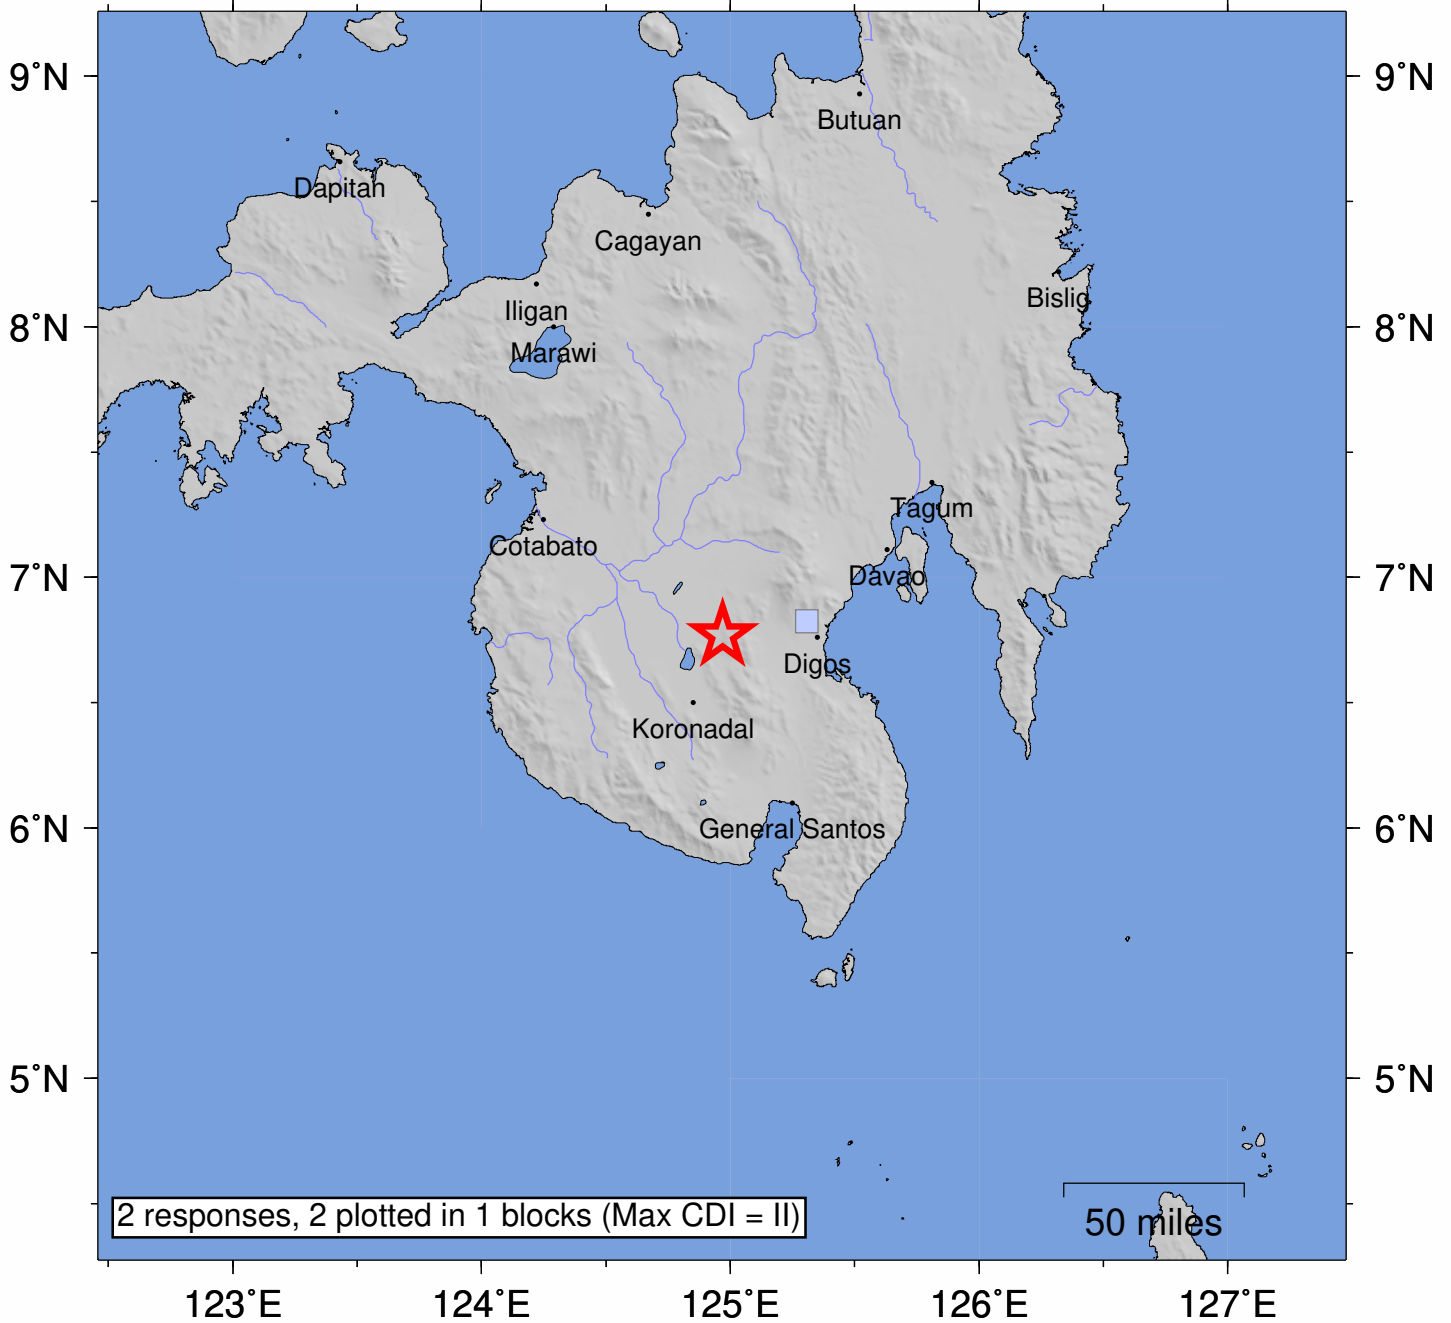 9°N
9°N
Butuan
Dapitan
Cagayan
Bislig
Iligan
8°N
8°N
Marawi
Tagum
Cotabato
7°N
Davao
7°N
Digos
Koronadal
6°N
General Santos
6°N
5°N
5°N
2 responses, 2 plotted in 1 blocks (Max CDI = II)
50 miles
123°E
124°E
125°E
126°E
127°E